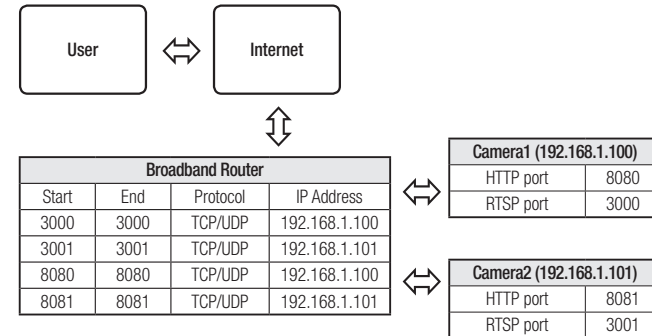 User
Internet
Broadband Router
Start End Protocol IP Address
3000 3000 TCP/UDP 192.168.1.100
3001 3001 TCP/UDP 192.168.1.101
8080 8080 TCP/UDP 192.168.1.100
8081 8081 TCP/UDP 192.168.1.101
Camera1 (192.168.1.100)
HTTP port 8080
RTSP port 3000
Camera2 (192.168.1.101)
HTTP port 8081
RTSP port 3001